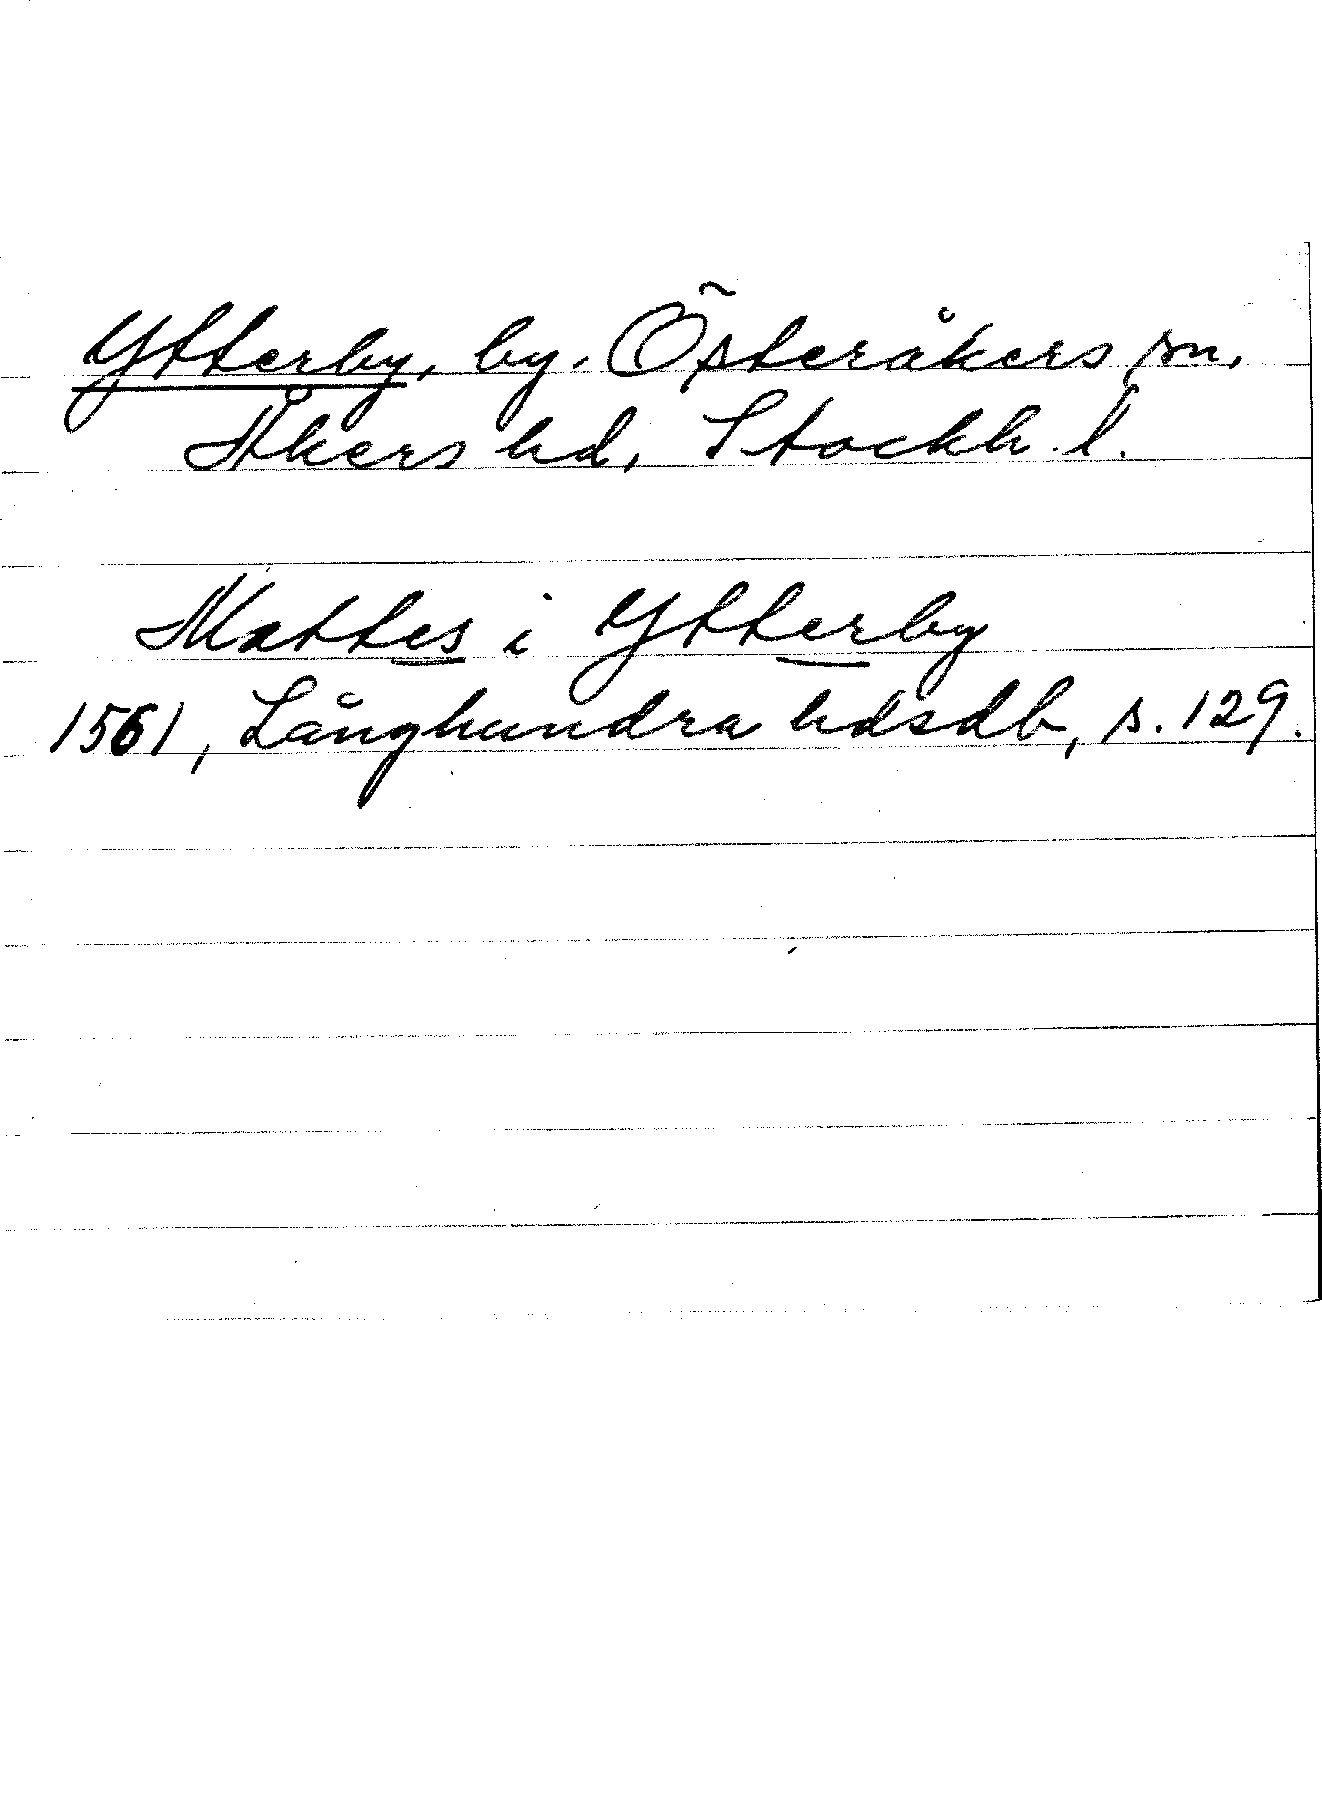 Ytterby, by. Österåkers sn,
Åkers hd, Stockh. l.
Mattes i Ytterby
1561, Långhundra hdsdb, s. 129.